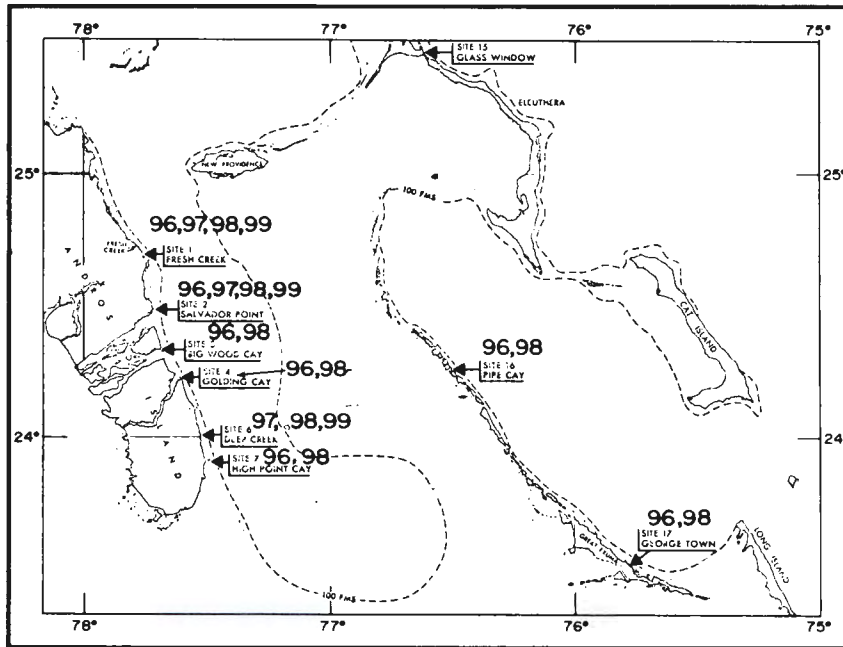 78° 77° 76° 75°
SITE 15
GLASS WINDOW
ELEUTHERA
NEW PROVIDENCE
25° 25°
100 FMS
96,97,98,99
FRESH CREEK
SITE 1
FRESH CREEK
ANDROS
96,97,98,99
SITE 2
SALVADOR POINT
CAT ISLAND
96,98
BIG WOOD CAY
SITE 4
GOLDING CAY
96,98
96,98
SITE 16
PIPE CAY
97, 98,99
SITE 6
DEEP CREEK
24° 24°
96, 98
SITE 7
HIGH POINT CAY
96,98
SITE 17
GEORGE TOWN
LONG ISLAND
100 FMS
78° 77° 76° 75°